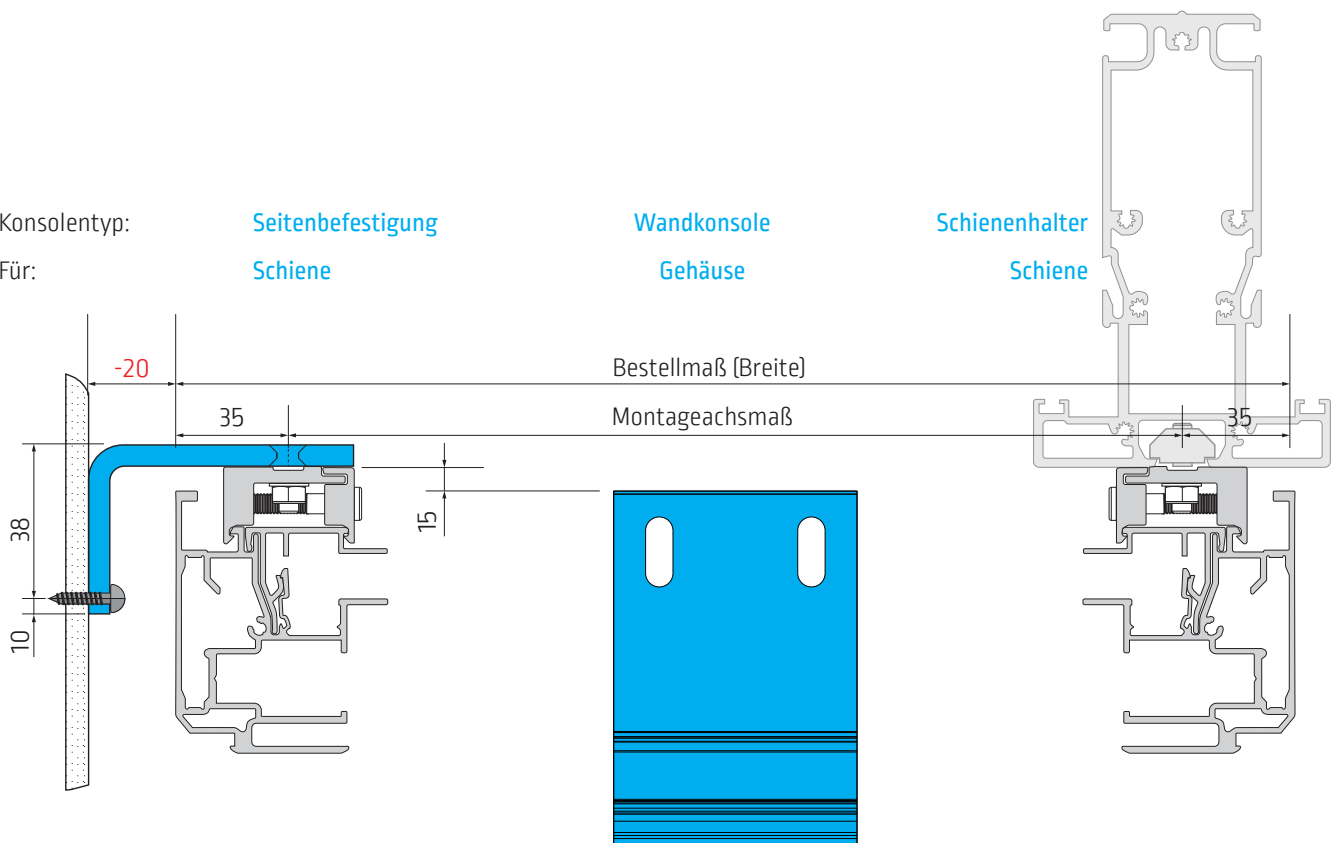 Konsolentyp: Seitenbefestigung Wandkonsole Schienenhalter
Für: Schiene Gehäuse Schiene
-20 Bestellmaß (Breite)
35 Montageachsmaß 35
38
15
10